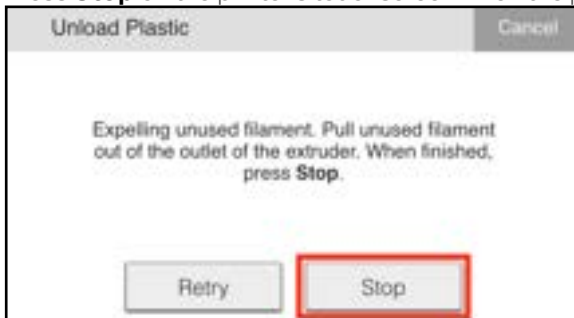 Unload Plastic
Cancel
Expelling unused filament. Pull unused filament
out of the outlet of the extruder. When finished,
press Stop.
Retry
Stop